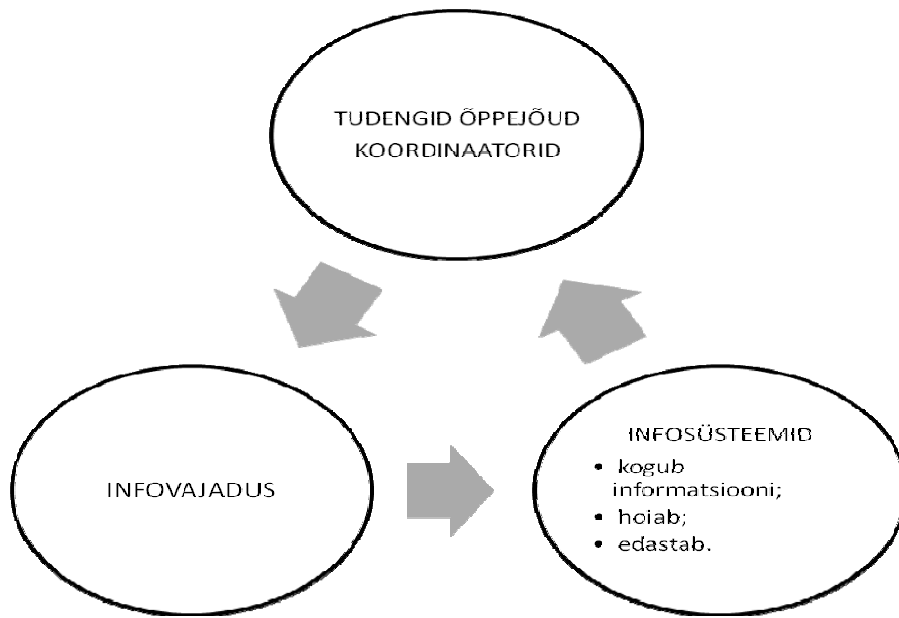 TUDENGID ÕPPEJÕUD
KOORDINAATORID
INFOVAJADUS
INFOSÜSTEEMID
• kogub
informatsiooni;
• hoiab;
• edastab.